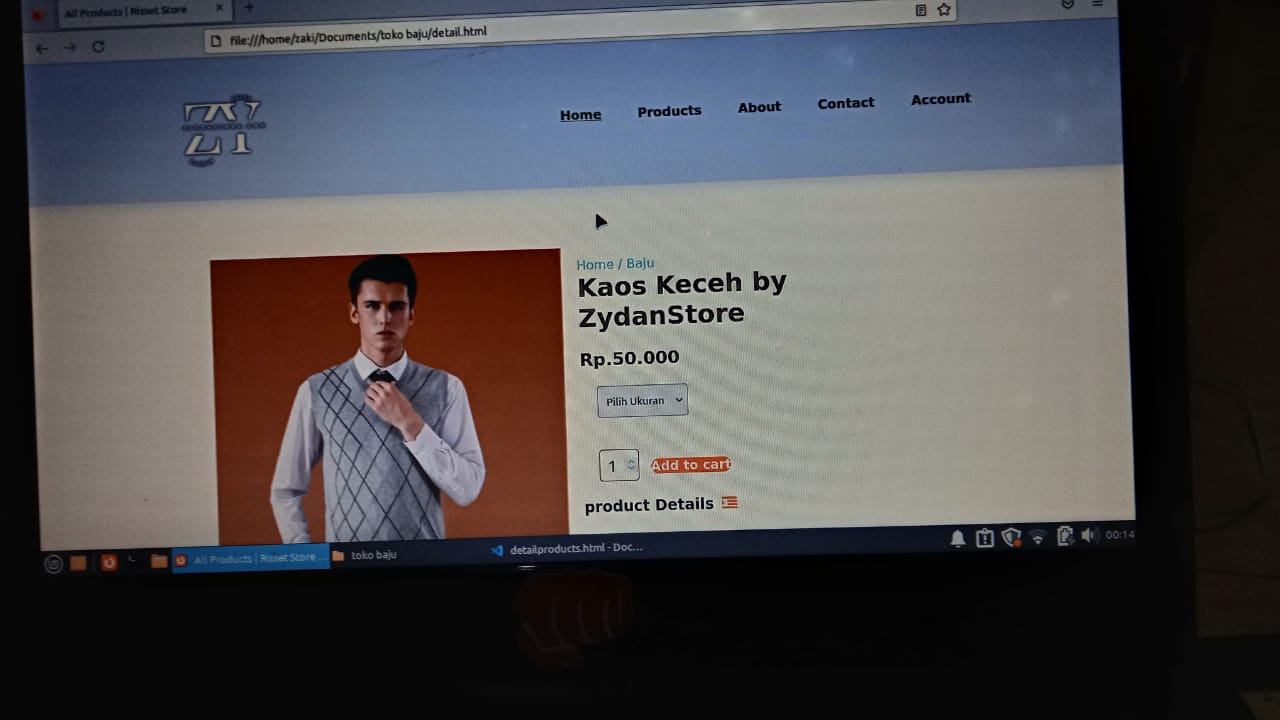 All Products | Risset Store
file:///home/zaki/Documents/toko baju/detail.html
Home Products About Contact Account
ZY
Home / Baju
Kaos Keceh by
ZydanStore
Rp.50.000
Pilih Ukuran
1 Add to cart
product Details
All Products | Risset Store ... toko baju detailproducts.html - Doc... 00:14